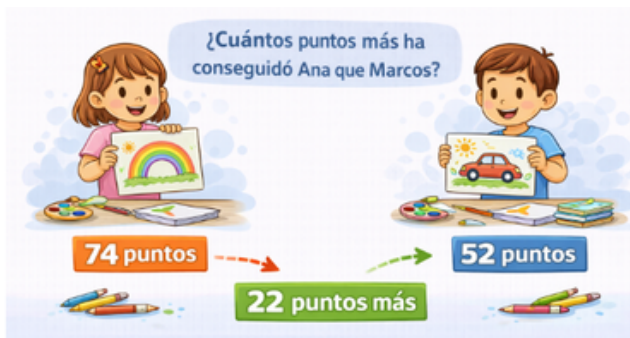 ¿Cuántos puntos más ha
conseguidó Ana que Marcos?
74 puntos
52 puntos
22 puntos más